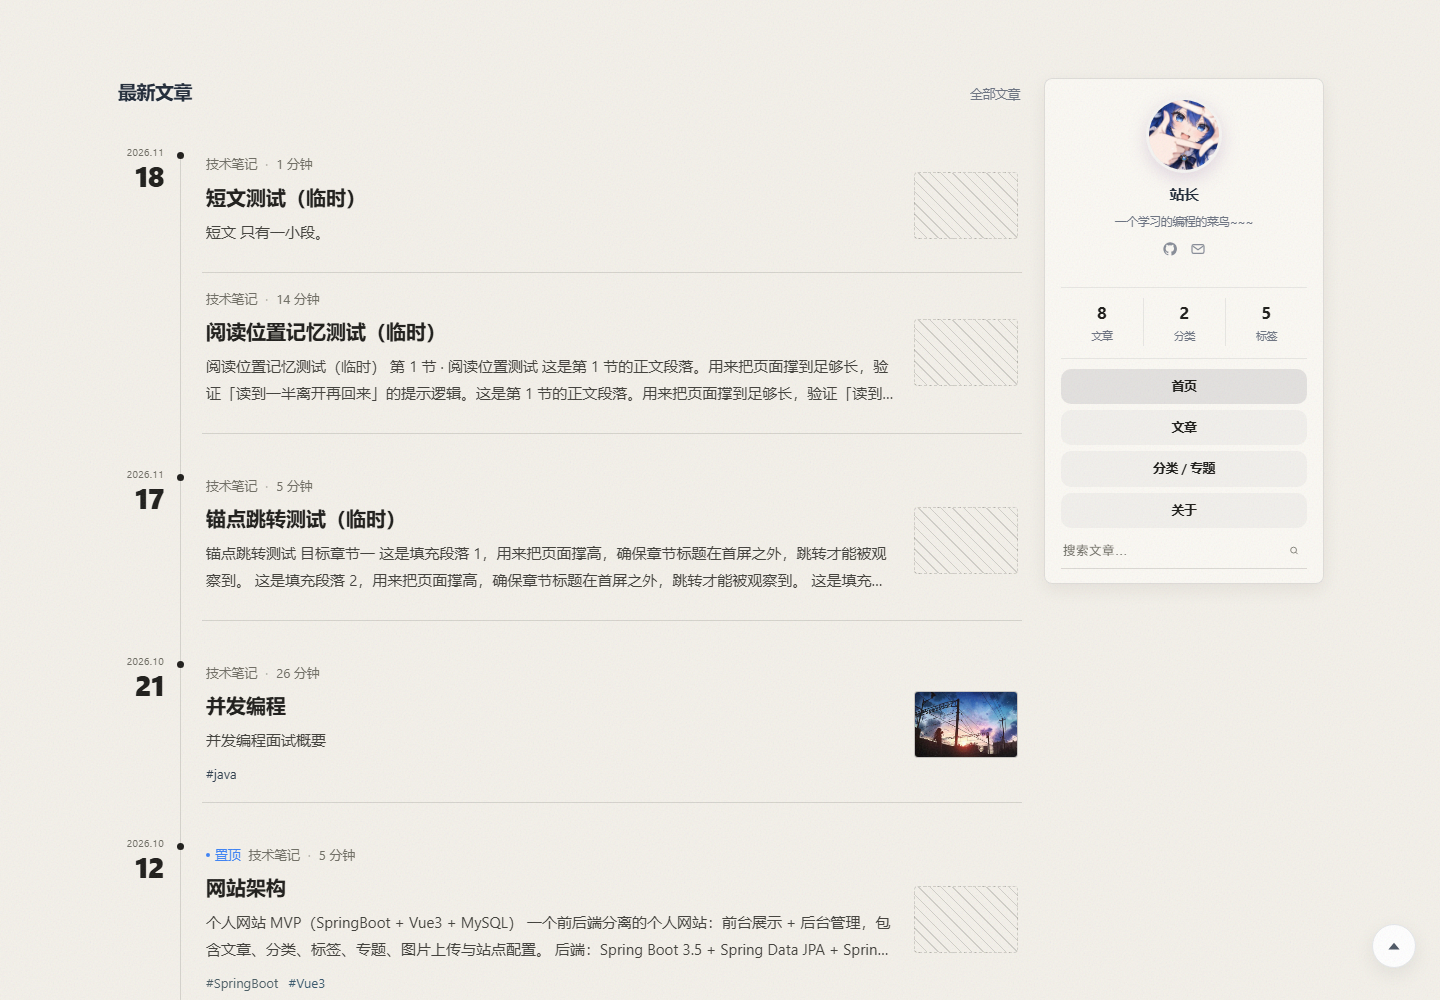 最新文章
全部文章
2026.11
18
技术笔记 · 1 分钟
短文测试（临时）
短文 只有一小段。
技术笔记 · 14 分钟
阅读位置记忆测试（临时）
阅读位置记忆测试（临时） 第 1 节 · 阅读位置测试 这是第 1 节的正文段落。用来把页面撑到足够长，验
证「读到一半离开再回来」的提示逻辑。这是第 1 节的正文段落。用来把页面撑到足够长，验证「读到...
2026.11
17
技术笔记 · 5 分钟
锚点跳转测试（临时）
锚点跳转测试 目标章节一 这是填充段落 1，用来把页面撑高，确保章节标题在首屏之外，跳转才能被观
察到。 这是填充段落 2，用来把页面撑高，确保章节标题在首屏之外，跳转才能被观察到。 这是填充...
2026.10
21
技术笔记 · 26 分钟
并发编程
并发编程面试概要
#java
2026.10
12
• 置顶 技术笔记 · 5 分钟
网站架构
个人网站 MVP（SpringBoot + Vue3 + MySQL） 一个前后端分离的个人网站：前台展示 + 后台管理，包
含文章、分类、标签、专题、图片上传与站点配置。 后端：Spring Boot 3.5 + Spring Data JPA + Sprin...
#SpringBoot #Vue3
站长
一个学习的编程的菜鸟~~~
8 2 5
文章 分类 标签
首页
文章
分类 / 专题
关于
搜索文章...